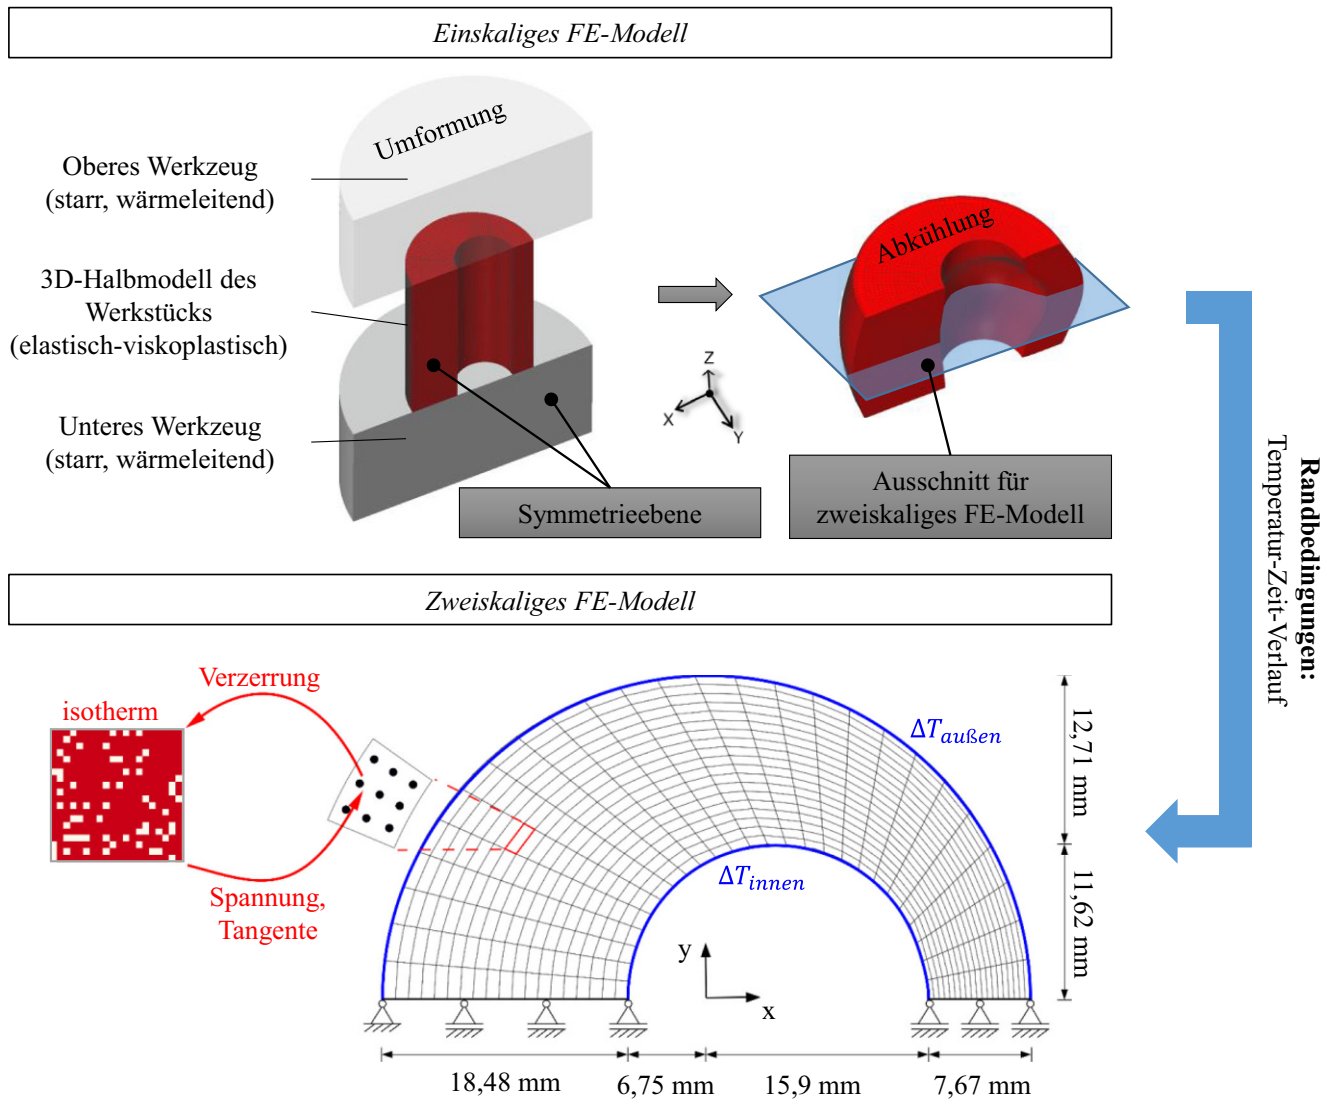 Einskaliges FE-Modell
Umformung
Oberes Werkzeug
(starr, wärmeleitend)
3D-Halbmodell des
Werkstücks
(elastisch-viskoplastisch)
Unteres Werkzeug
(starr, wärmeleitend)
Symmetrieebene
Z
X
Y
Abkühlung
Ausschnitt für
zweiskaliges FE-Modell
Randbedingungen:
Temperatur-Zeit-Verlauf
Zweiskaliges FE-Modell
Verzerrung
isotherm
Spannung,
Tangente
ΔT_außen
ΔT_innen
12,71 mm
11,62 mm
y
x
18,48 mm
6,75 mm
15,9 mm
7,67 mm